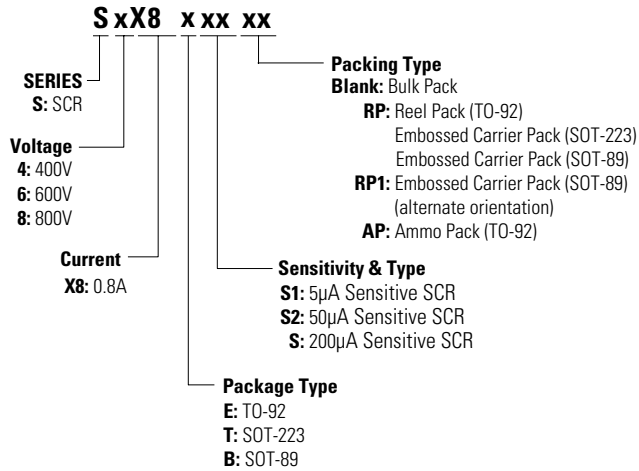 S xX8 x xx xx
Packing Type
Blank: Bulk Pack
RP: Reel Pack (TO-92)
Embossed Carrier Pack (SOT-223)
Embossed Carrier Pack (SOT-89)
RP1: Embossed Carrier Pack (SOT-89)
(alternate orientation)
AP: Ammo Pack (TO-92)
SERIES
S: SCR
Voltage
4: 400V
6: 600V
8: 800V
Current
X8: 0.8A
Sensitivity & Type
S1: 5μA Sensitive SCR
S2: 50μA Sensitive SCR
S: 200μA Sensitive SCR
Package Type
E: TO-92
T: SOT-223
B: SOT-89